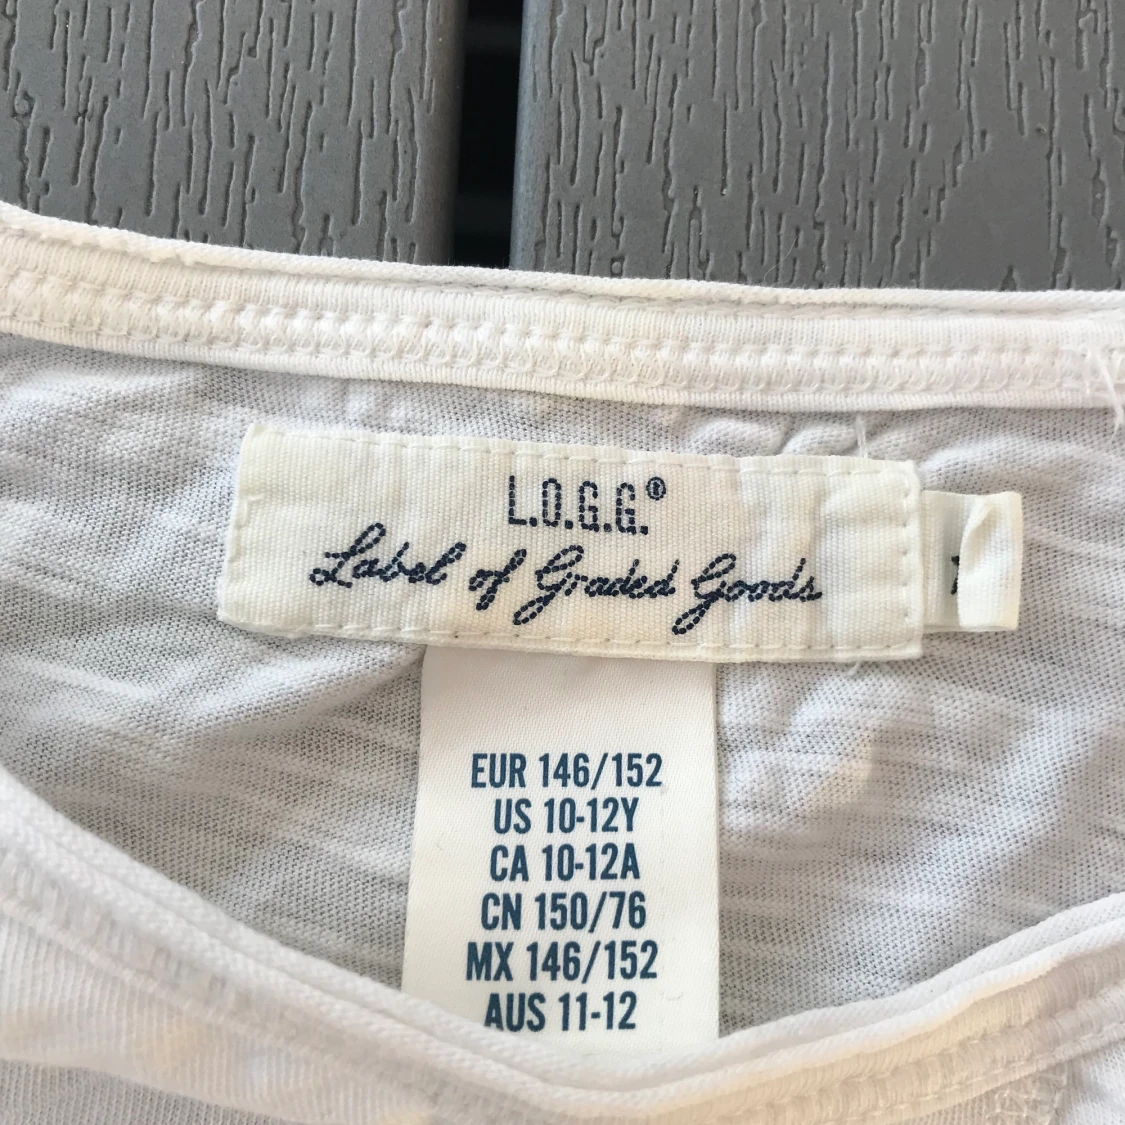 L.O.G.G.®
Label of Graded Goods
EUR 146/152
US 10-12Y
CA 10-12A
CN 150/76
MX 146/152
AUS 11-12